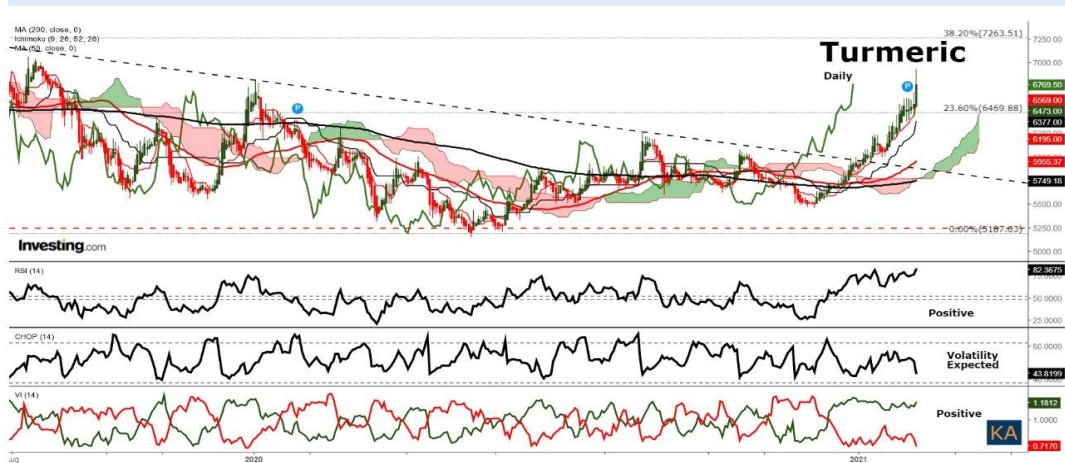 MA (200, close, 0)
Ichimoku (9, 26, 52, 26)
MA (50, close, 0)
38.20%(7263.51)
7250.00
Turmeric
7000.00
Daily
P
6769.50
6569.00
23.60%(6469.88)
6473.00
P
6377.00
6195.00
5955.37
5749.18
5500.00
0.00%(5187.03)
5250.00
Investing.com
5000.00
RSI (14)
82.3675
50.0000
Positive
25.0000
CHOP (14)
60.0000
Volatility
Expected
43.8199
VI (14)
1.1812
Positive
1.0000
KA
0.7170
2020
2021